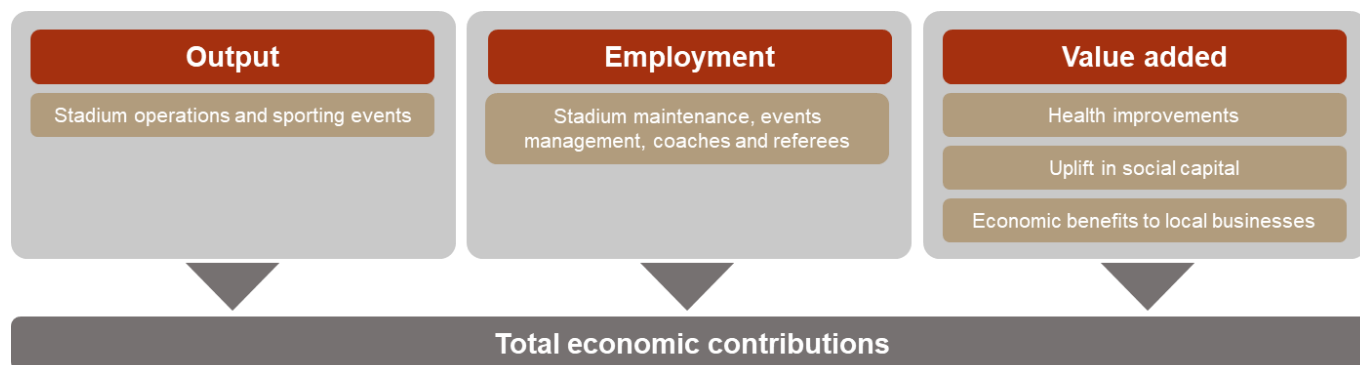 Output
Stadium operations and sporting events
Employment
Stadium maintenance, events
management, coaches and referees
Value added
Health improvements
Uplift in social capital
Economic benefits to local businesses
Total economic contributions